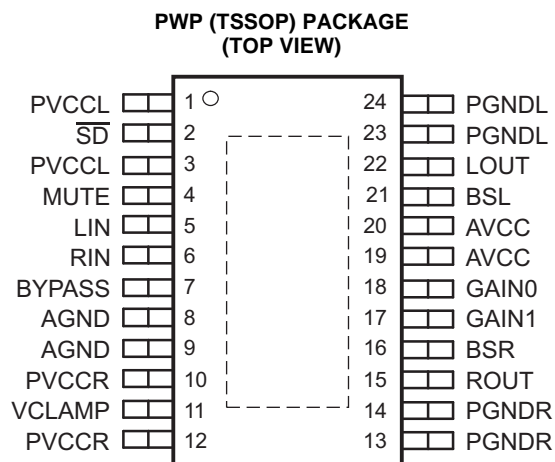 PWP (TSSOP) PACKAGE
(TOP VIEW)
PVCCL 1 24 PGNDL
S̅D̅ 2 23 PGNDL
PVCCL 3 22 LOUT
MUTE 4 21 BSL
LIN 5 20 AVCC
RIN 6 19 AVCC
BYPASS 7 18 GAIN0
AGND 8 17 GAIN1
AGND 9 16 BSR
PVCCR 10 15 ROUT
VCLAMP 11 14 PGNDR
PVCCR 12 13 PGNDR